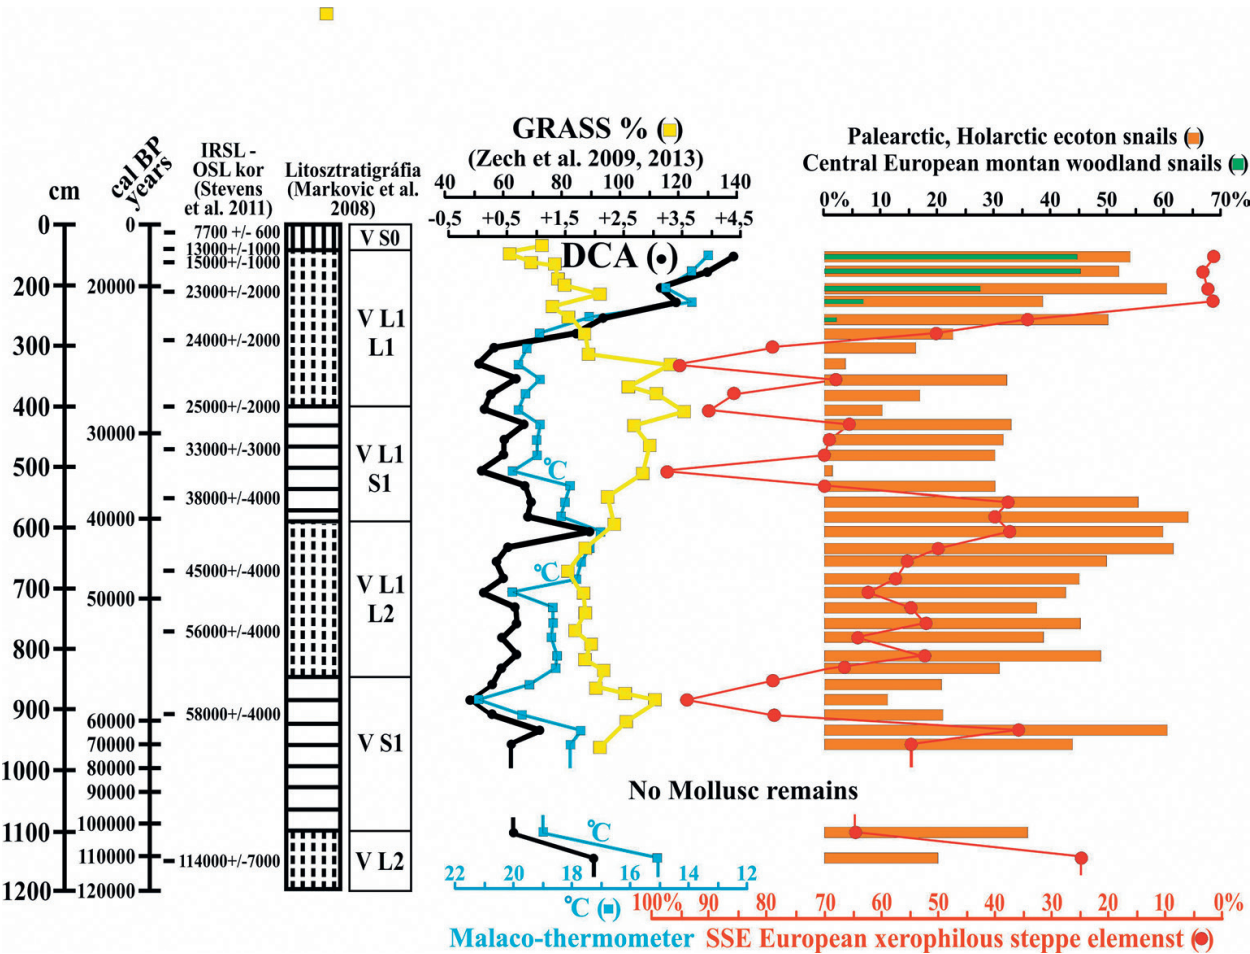 GRASS % ( )
(Zech et al. 2009, 2013)
Palearctic, Holarctic ecoton snails ( )
Central European montan woodland snails ( )
cm
cal BP
years
IRSL -
OSL kor
(Stevens
et al. 2011)
Litosztratigráfia
(Markovic et al.
2008)
40 60 80 100 120 140
-0,5 +0,5 +1,5 +2,5 +3,5 +4,5
0% 10 20 30 40 50 60 70%
DCA (•)
0
100
200
300
400
500
600
700
800
900
1000
1100
1200
0
20000
30000
40000
50000
60000
70000
80000
90000
100000
110000
120000
7700 +/- 600
13000+/-1000
15000+/-1000
23000+/-2000
24000+/-2000
25000+/-2000
33000+/-3000
38000+/-4000
45000+/-4000
56000+/-4000
58000+/-4000
114000+/-7000
V S0
V L1
L1
V L1
S1
V L1
L2
V S1
V L2
°C
°C
No Mollusc remains
°C
22 20 18 16 14 12
°C ( )
100% 90 80 70 60 50 40 30 20 10 0%
Malaco-thermometer
SSE European xerophilous steppe elemenst ( )